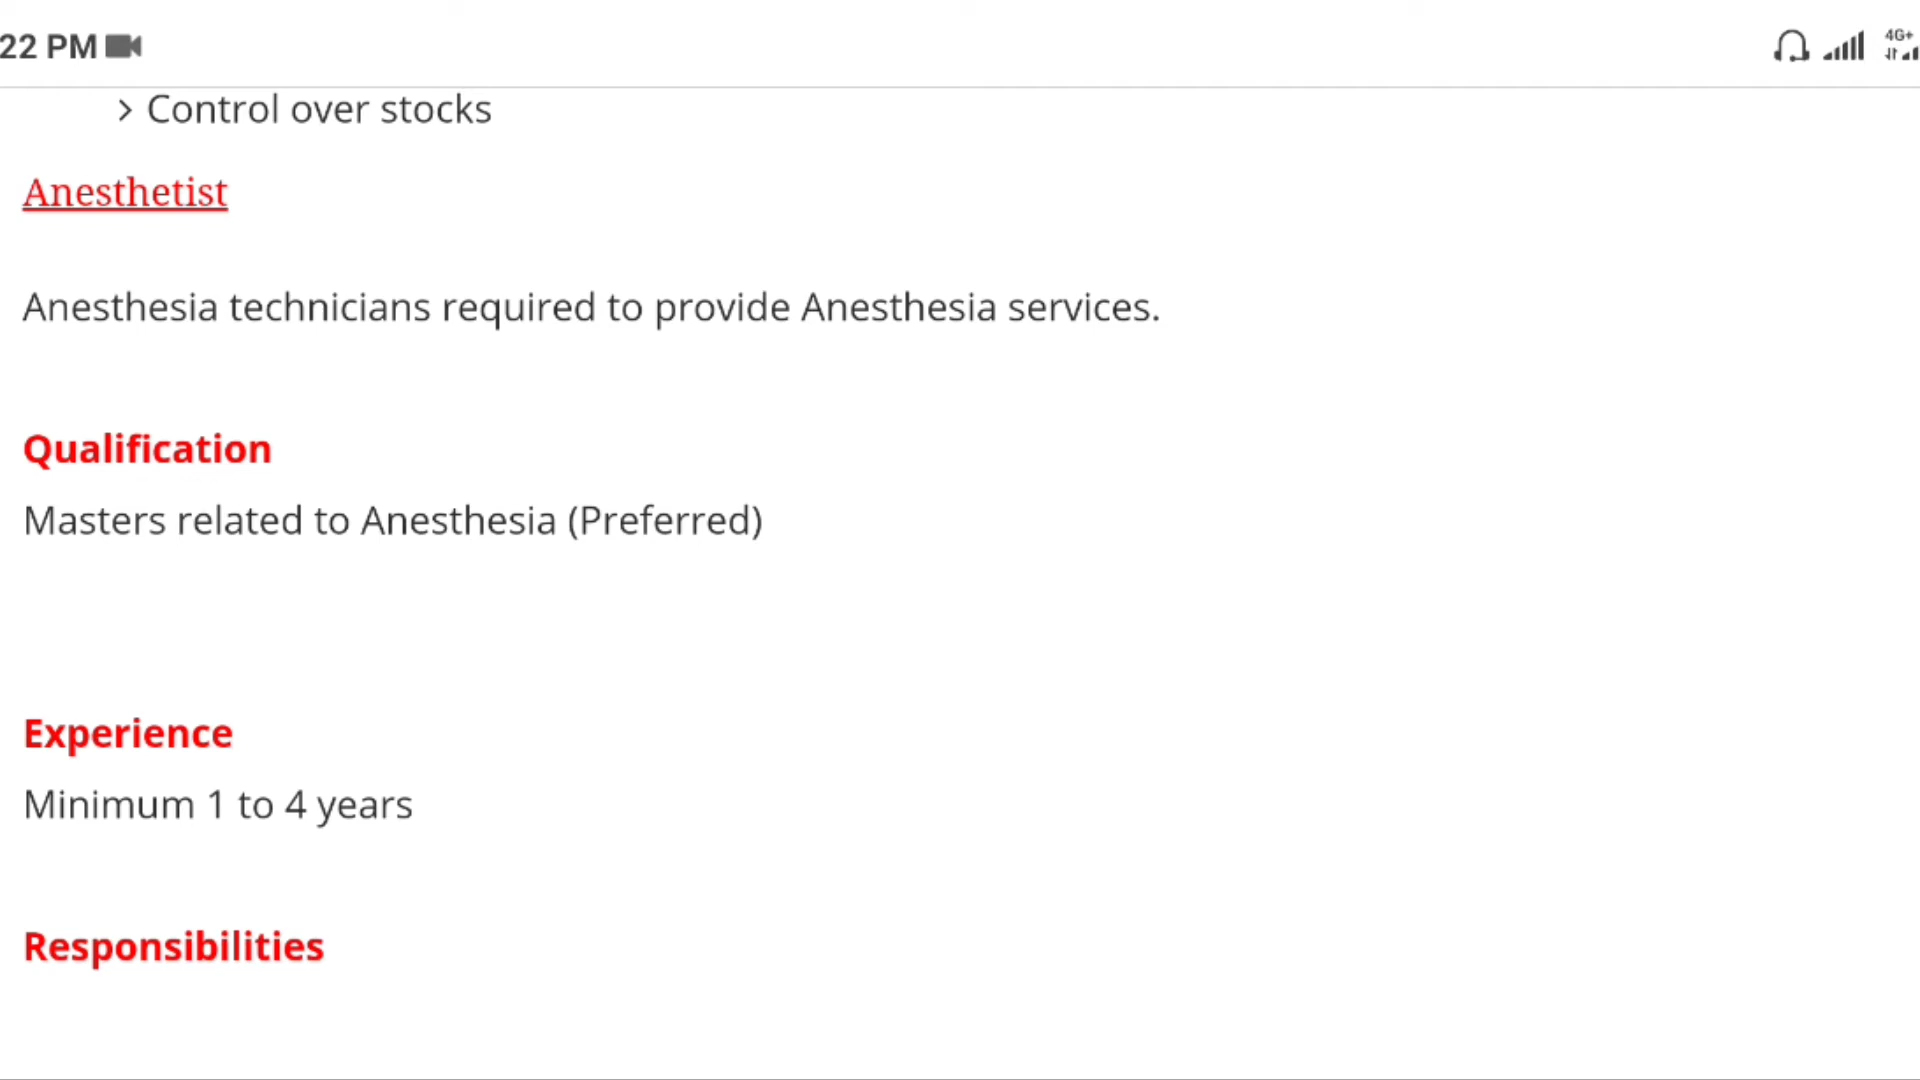 22 PM
4G+
> Control over stocks
Anesthetist
Anesthesia technicians required to provide Anesthesia services.
Qualification
Masters related to Anesthesia (Preferred)
Experience
Minimum 1 to 4 years
Responsibilities